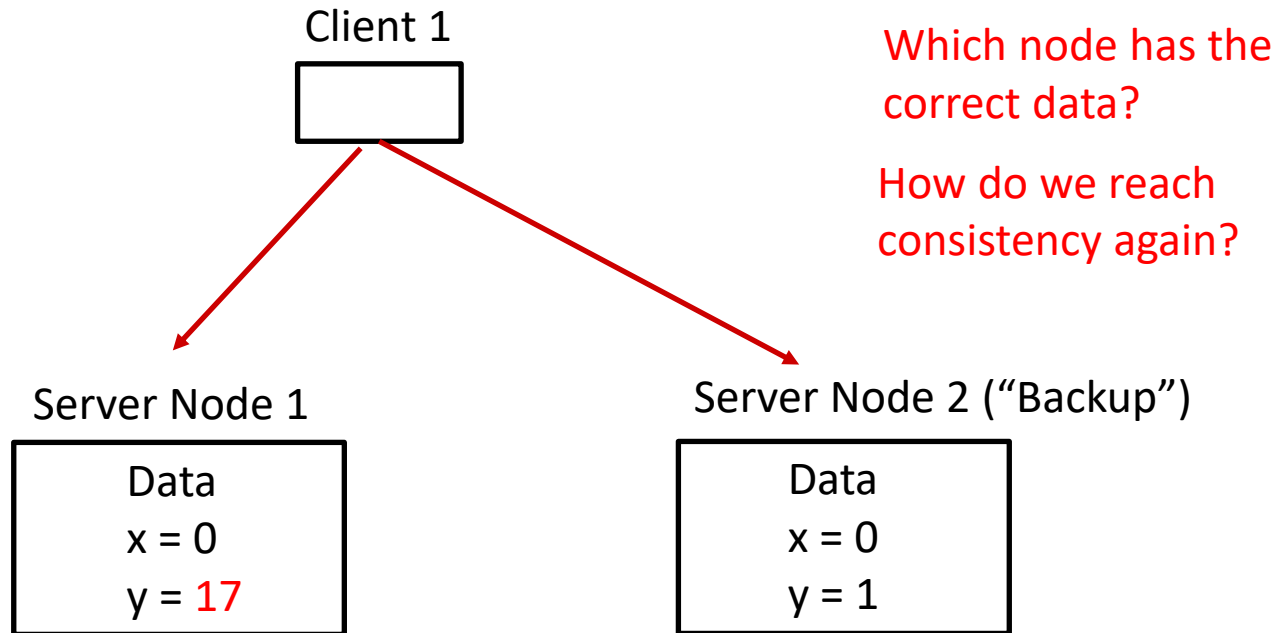 Client 1
Which node has the
correct data?
How do we reach
consistency again?
Server Node 1
Data
x = 0
y = 17
Server Node 2 (“Backup”)
Data
x = 0
y = 1